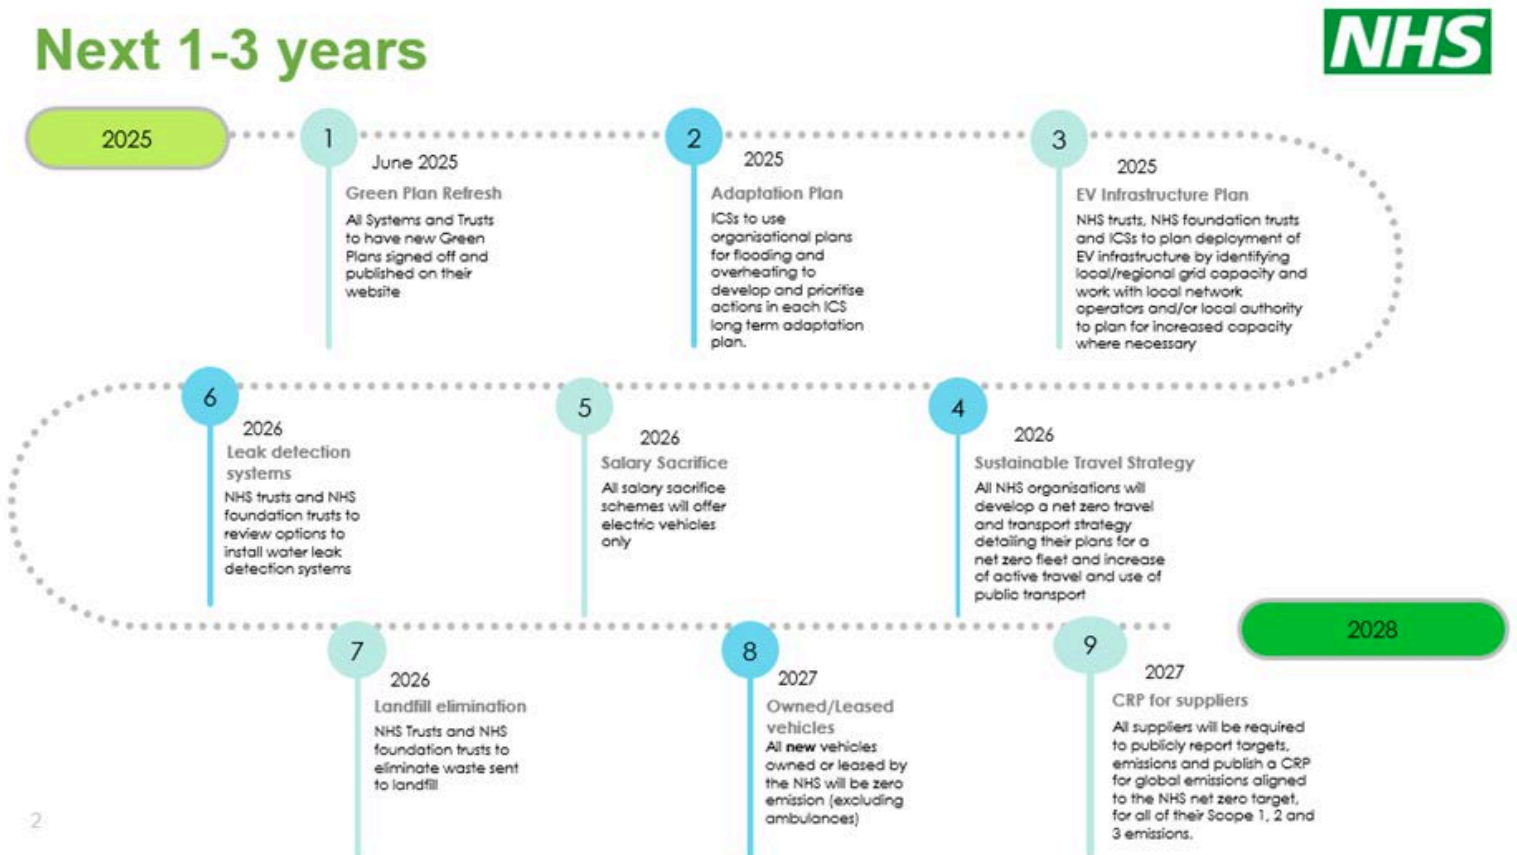 Next 1-3 years
NHS
2025
1
June 2025
Green Plan Refresh
All Systems and Trusts
to have new Green
Plans signed off and
published on their
website
2
2025
Adaptation Plan
ICSs to use
organisational plans
for flooding and
overheating to
develop and prioritise
actions in each ICS
long term adaptation
plan.
3
2025
EV Infrastructure Plan
NHS trusts, NHS foundation trusts
and ICSs to plan deployment of
EV infrastructure by identifying
local/regional grid capacity and
work with local network
operators and/or local authority
to plan for increased capacity
where necessary
4
2026
Sustainable Travel Strategy
All NHS organisations will
develop a net zero travel
and transport strategy
detailing their plans for a
net zero fleet and increase
of active travel and use of
public transport
5
2026
Salary Sacrifice
All salary sacrifice
schemes will offer
electric vehicles
only
6
2026
Leak detection
systems
NHS trusts and NHS
foundation trusts to
review options to
install water leak
detection systems
7
2026
Landfill elimination
NHS Trusts and NHS
foundation trusts to
eliminate waste sent
to landfill
8
2027
Owned/Leased
vehicles
All new vehicles
owned or leased by
the NHS will be zero
emission (excluding
ambulances)
9
2027
CRP for suppliers
All suppliers will be required
to publicly report targets,
emissions and publish a CRP
for global emissions aligned
to the NHS net zero target,
for all of their Scope 1, 2 and
3 emissions.
2028
2